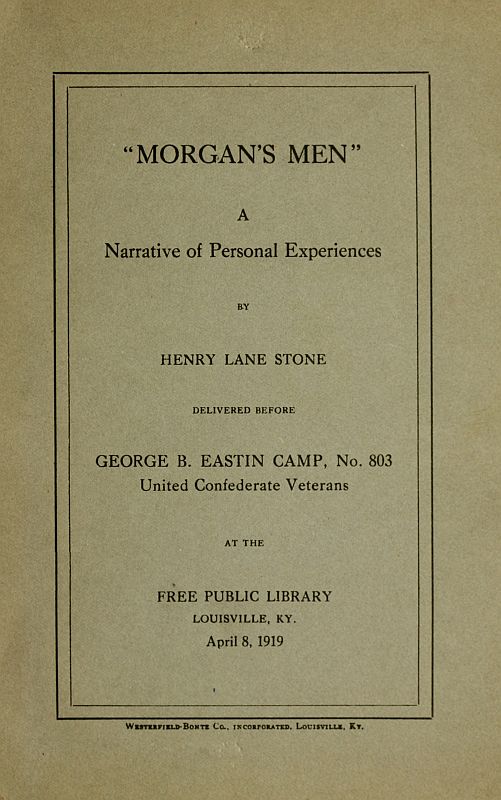 “MORGAN’S MEN”
A
Narrative of Personal Experiences
BY
HENRY LANE STONE
DELIVERED BEFORE
GEORGE B. EASTIN CAMP, No. 803
United Confederate Veterans
AT THE
FREE PUBLIC LIBRARY
LOUISVILLE, KY.
April 8, 1919
Westerfield-Bonte Co., incorporated, Louisville, Ky.